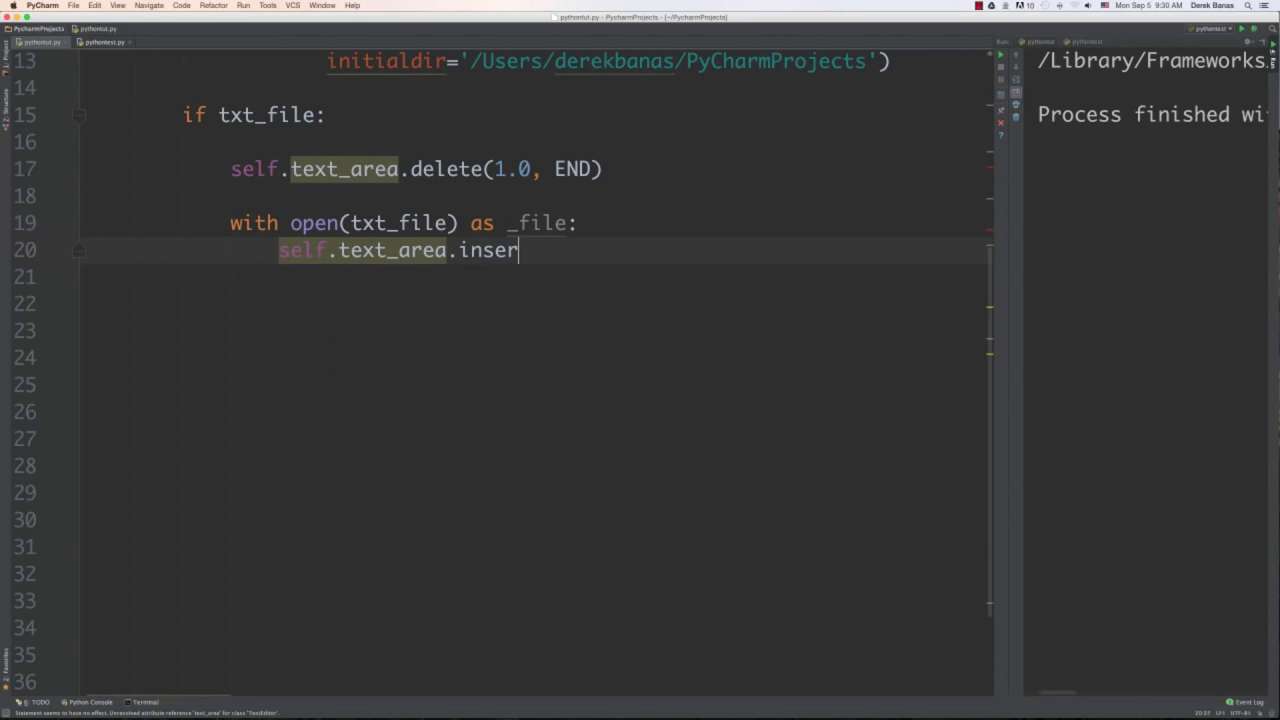 PyCharm File Edit View Navigate Code Refactor Run Tools VCS Window Help 10 Mon Sep 5 9:30 AM Derek Banas
pythontut.py - PycharmProjects - [~/PycharmProjects]
PycharmProjects pythontut.py pythontest
pythontut.py pythontest.py Run: pythontut pythontest
13 initialdir='/Users/derekbanas/PyCharmProjects') /Library/Frameworks
14
15 if txt_file: Process finished wi
16
17 self.text_area.delete(1.0, END)
18
19 with open(txt_file) as _file:
20 self.text_area.inser
21
22
23
24
25
26
27
28
29
30
31
32
33
34
35
36
1: Project
7: Structure
2: Favorites
6: TODO Python Console Terminal Event Log
Statement seems to have no effect. Unresolved attribute reference 'text_area' for class 'TextEditor'. 20:37 LF÷ UTF-8÷